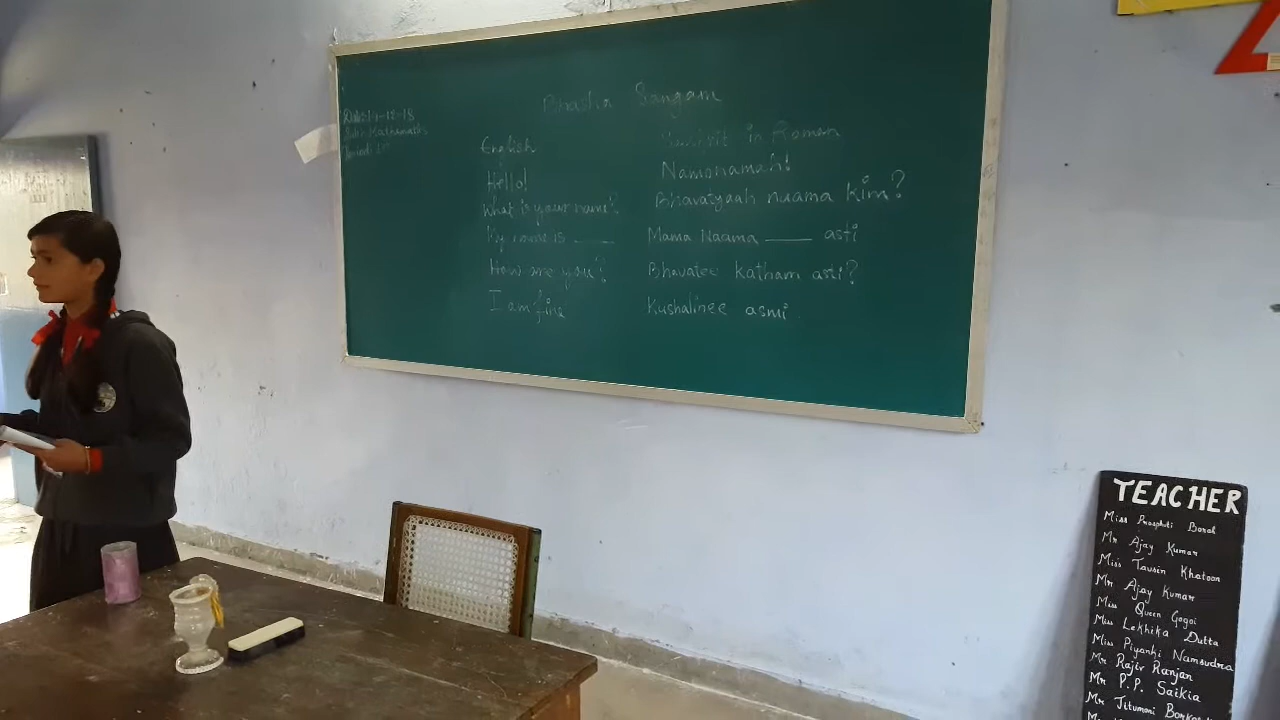 Bhasha Sangam
English
Hello!
What is your name?
My name is ____
How are you?
I am fine
Sanskrit in Roman
Namonamah!
Bhavatyaah naama kim?
Mama Naama ____ asti
Bhavatee katham asti?
Kushalinee asmi
TEACHER
Miss Boral
Mr Ajay Kumar
Miss Tausin Khatoon
Mr Ajay Kumar
Miss Queen Gogoi
Miss Lekhika Dutta
Miss Piyanki Namsudra
Mr Rajiv Ranjan
Mr P.P. Saikia
Mr Jitumoni